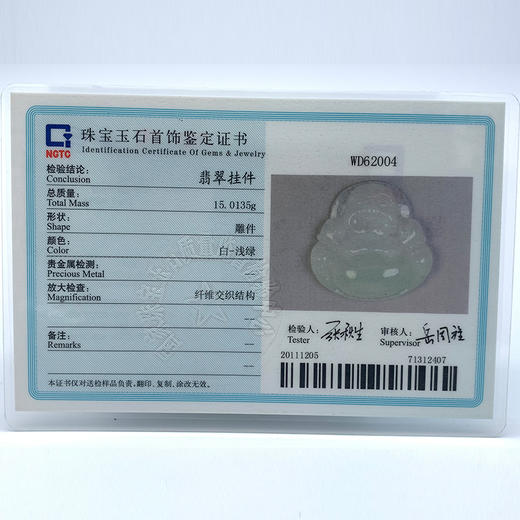 NGTC
珠宝玉石首饰鉴定证书
Identification Certificate Of Gems & Jewelry
检验结论:
Conclusion
翡翠挂件
总质量:
Total Mass
15.0135g
形状:
Shape
雕件
颜色:
Color
白-浅绿
贵金属检测:
Precious Metal
--
放大检查:
Magnification
纤维交织结构
--
备注:
Remarks
--
--
本证书仅对送检样品负责,翻印、复制、涂改无效。
WD62004
检验人:
Tester
审核人:
Supervisor
20111205
71312407